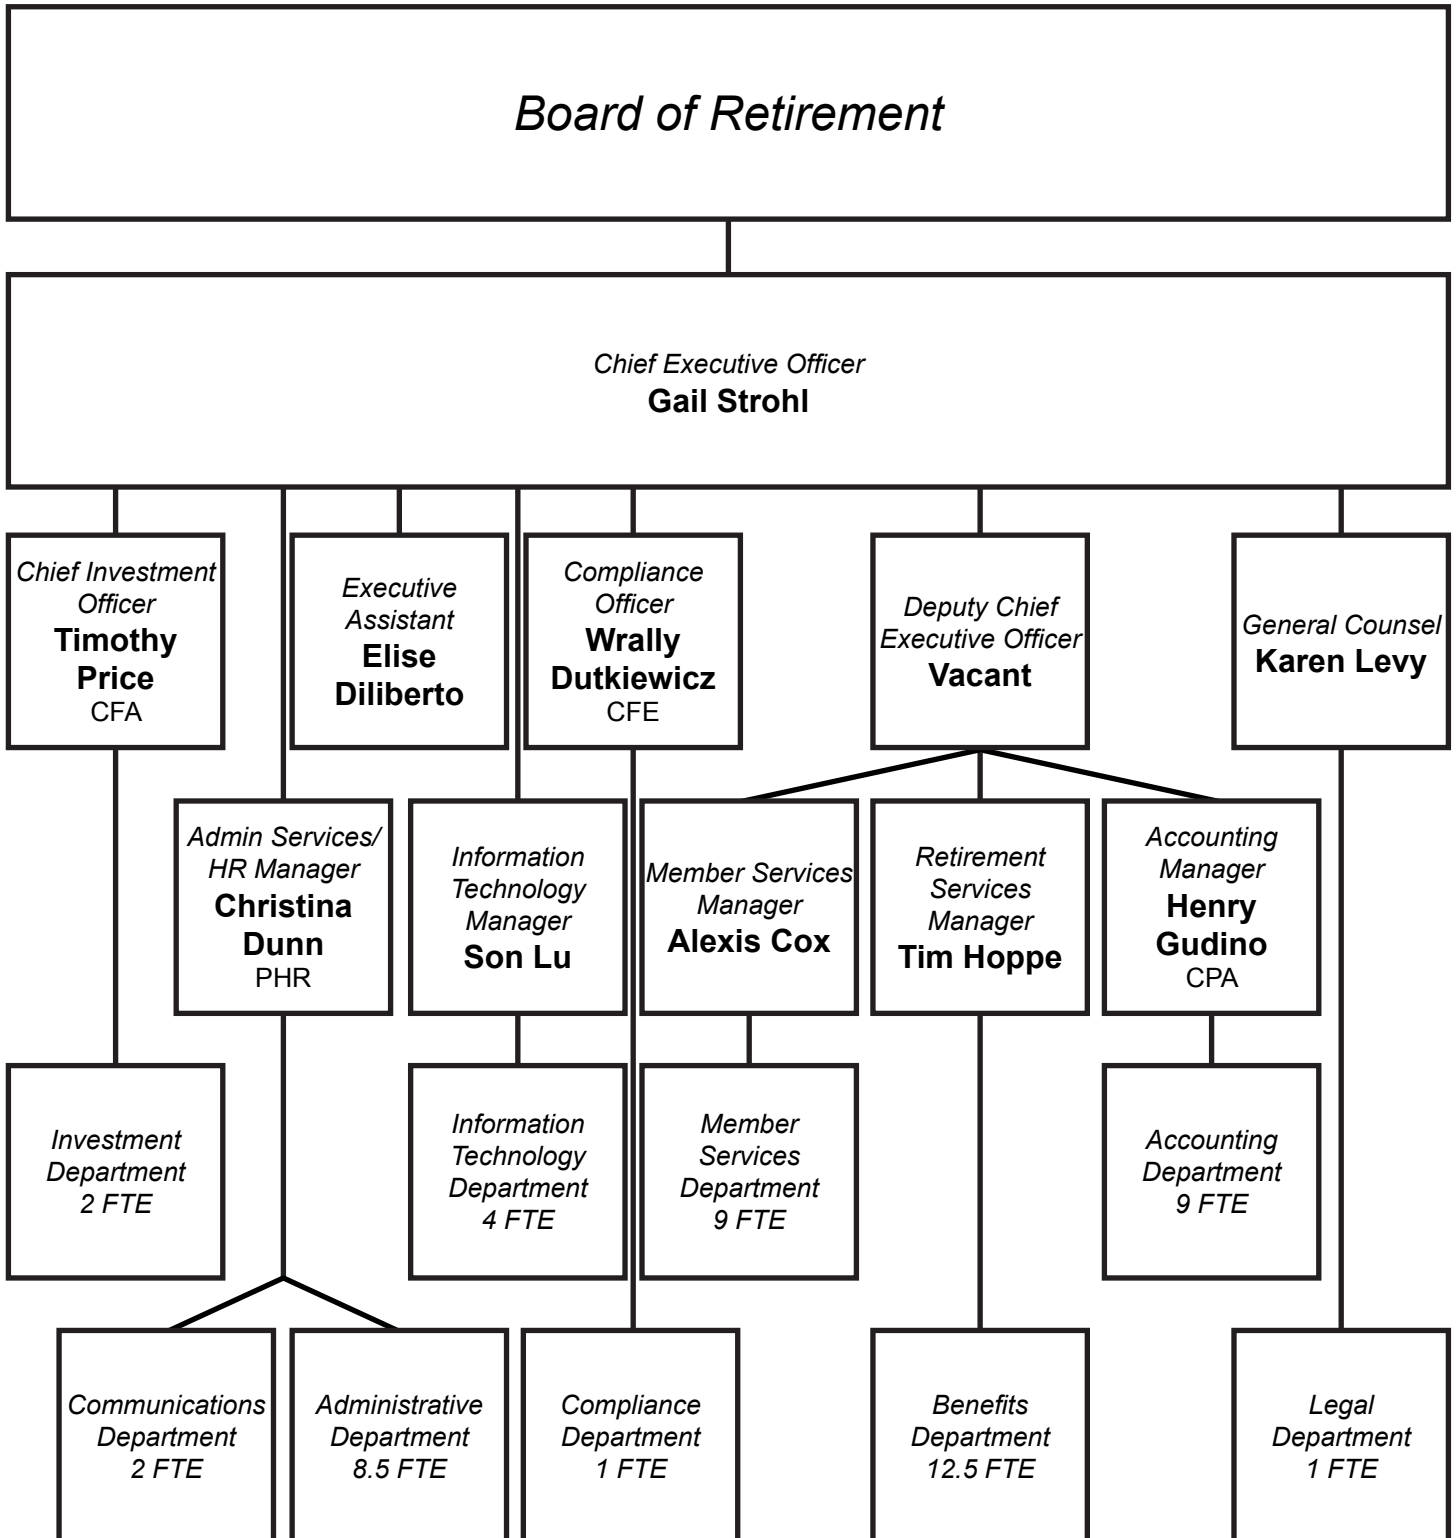 Board of Retirement
Chief Executive Officer
Gail Strohl
Chief Investment
Officer
Timothy
Price
CFA
Executive
Assistant
Elise
Diliberto
Compliance
Officer
Wrally
Dutkiewicz
CFE
Deputy Chief
Executive Officer
Vacant
General Counsel
Karen Levy
Admin Services/
HR Manager
Christina
Dunn
PHR
Information
Technology
Manager
Son Lu
Member Services
Manager
Alexis Cox
Retirement
Services
Manager
Tim Hoppe
Accounting
Manager
Henry
Gudino
CPA
Investment
Department
2 FTE
Information
Technology
Department
4 FTE
Member
Services
Department
9 FTE
Accounting
Department
9 FTE
Communications
Department
2 FTE
Administrative
Department
8.5 FTE
Compliance
Department
1 FTE
Benefits
Department
12.5 FTE
Legal
Department
1 FTE